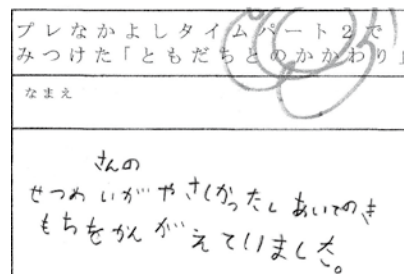 プレなかよしタイムパート2で
みつけた「ともだちとのかかわり」
なまえ
さんの
せつめいがやさしかったしあいてのき
もちをかんがえていました。